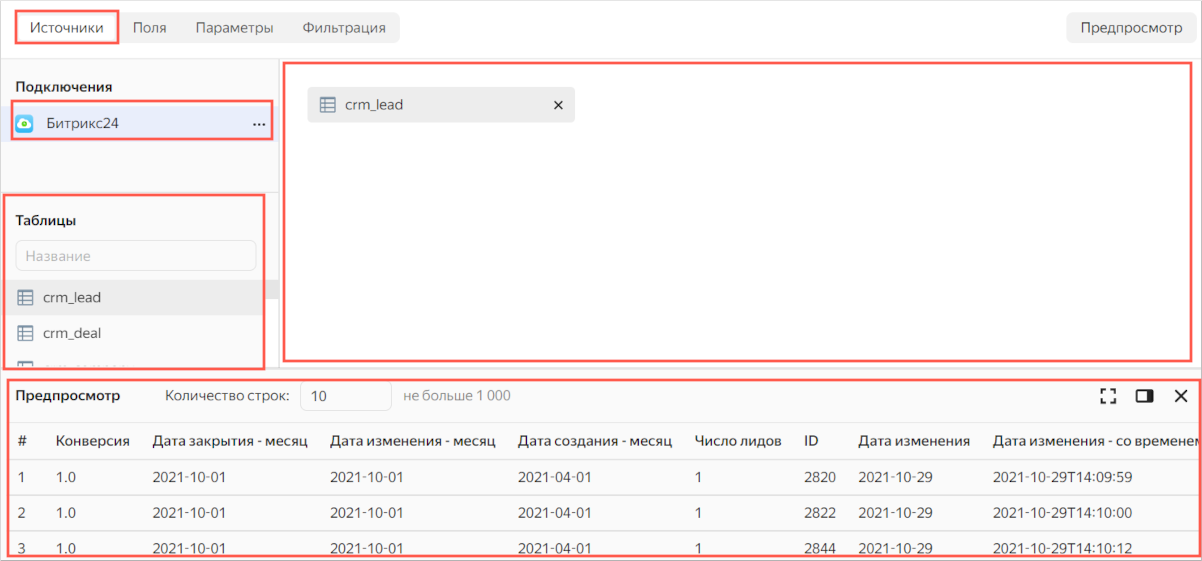 Источники Поля Параметры Фильтрация Предпросмотр
Подключения
Битрикс24 ...
crm_lead ×
Таблицы
Название
crm_lead
crm_deal
Предпросмотр Количество строк: 10 не больше 1 000
# Конверсия Дата закрытия - месяц Дата изменения - месяц Дата создания - месяц Число лидов ID Дата изменения Дата изменения - со времене
1 1.0 2021-10-01 2021-10-01 2021-04-01 1 2820 2021-10-29 2021-10-29T14:09:59
2 1.0 2021-10-01 2021-10-01 2021-04-01 1 2822 2021-10-29 2021-10-29T14:10:00
3 1.0 2021-10-01 2021-10-01 2021-04-01 1 2844 2021-10-29 2021-10-29T14:10:12